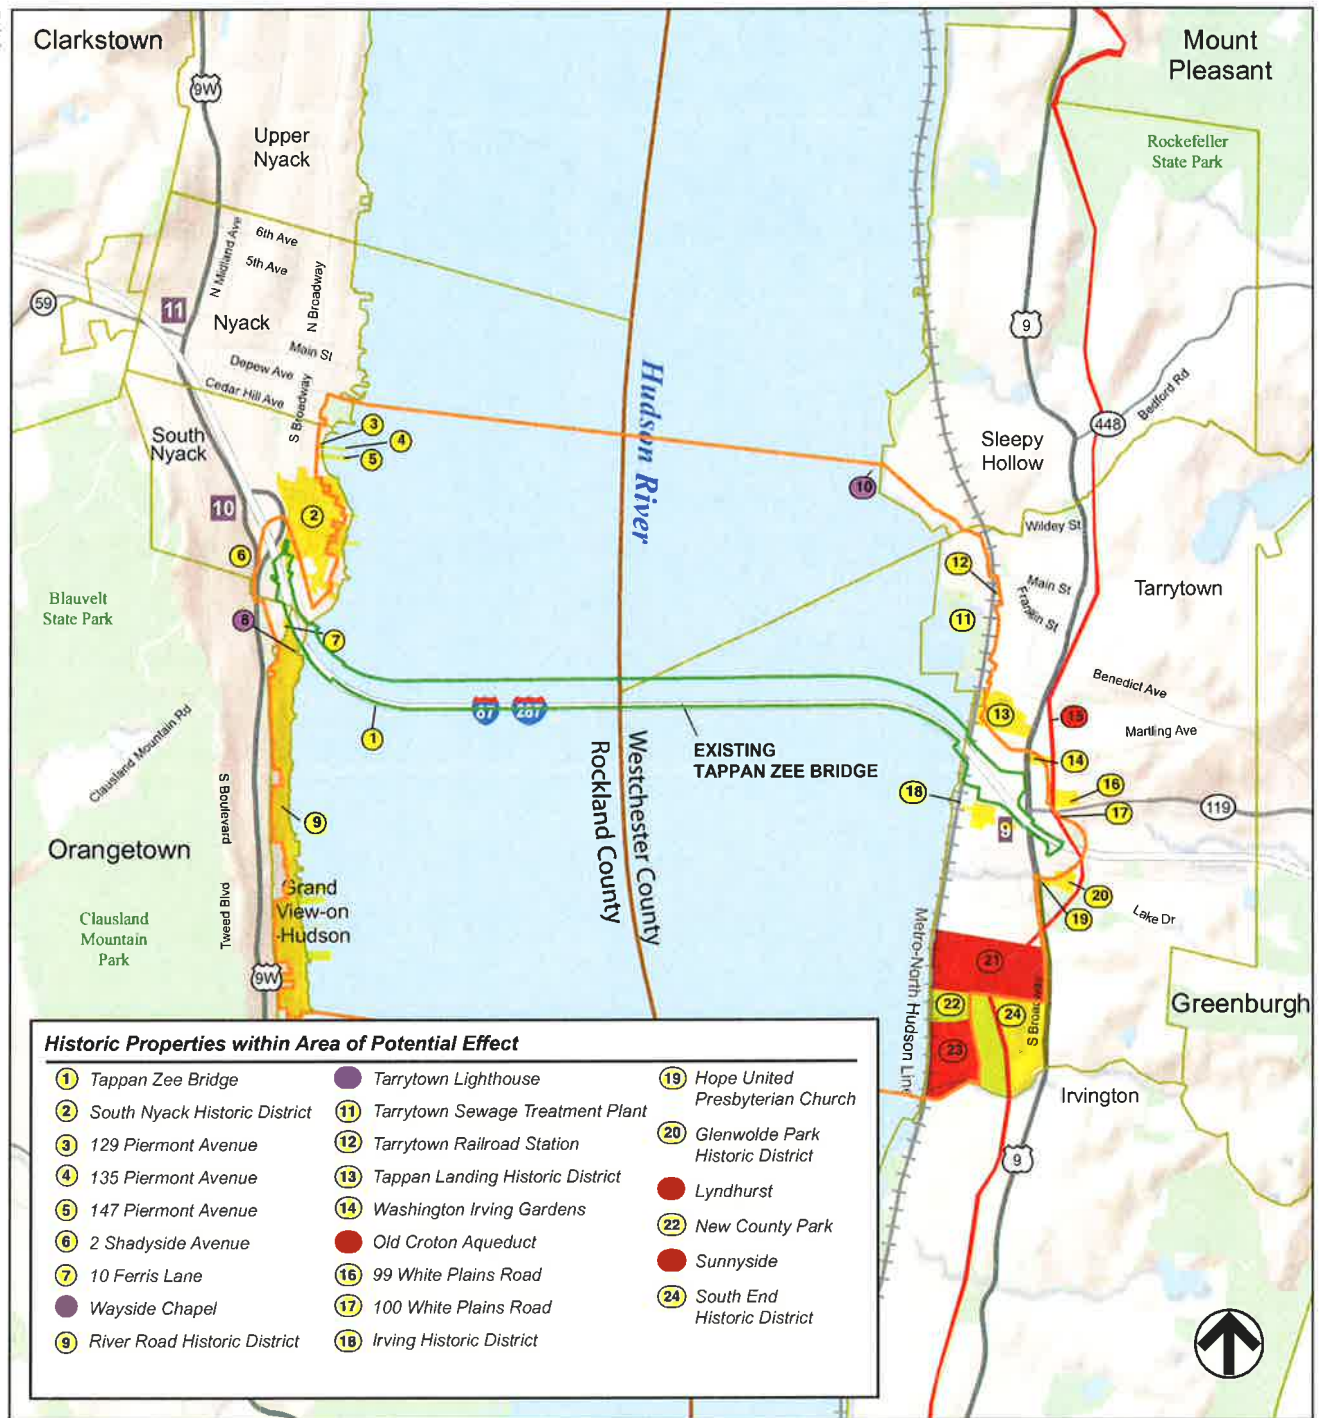 Clarkstown
9W
Upper
Nyack
Mount
Pleasant
Rockefeller
State Park
6th Ave
5th Ave
N Midland Ave
N Broadway
59
11
Nyack
Main St
Depew Ave
Cedar Hill Ave
S Broadway
9
Hudson River
Bedford Rd
448
South
Nyack
3
4
5
Sleepy
Hollow
10
10
2
Wildey St
6
12
Main St
Franklin St
Tarrytown
Blauvelt
State Park
8
7
11
Benedict Ave
13
15
Martling Ave
Clausland Mountain Rd
1
67
287
EXISTING
TAPPAN ZEE BRIDGE
14
Rockland County
Westchester County
18
16
17
119
9
S Boulevard
9
Orangetown
Grand
View-on
-Hudson
20
19
Lake Dr
Clausland
Mountain
Park
Tweed Blvd
9W
Metro-North Hudson Line
21
22
24
23
S Broadway
Greenburgh
Irvington
9
Historic Properties within Area of Potential Effect
1 Tappan Zee Bridge
2 South Nyack Historic District
3 129 Piermont Avenue
4 135 Piermont Avenue
5 147 Piermont Avenue
6 2 Shadyside Avenue
7 10 Ferris Lane
Wayside Chapel
9 River Road Historic District
Tarrytown Lighthouse
11 Tarrytown Sewage Treatment Plant
12 Tarrytown Railroad Station
13 Tappan Landing Historic District
14 Washington Irving Gardens
Old Croton Aqueduct
16 99 White Plains Road
17 100 White Plains Road
18 Irving Historic District
19 Hope United
Presbyterian Church
20 Glenwolde Park
Historic District
Lyndhurst
22 New County Park
Sunnyside
24 South End
Historic District